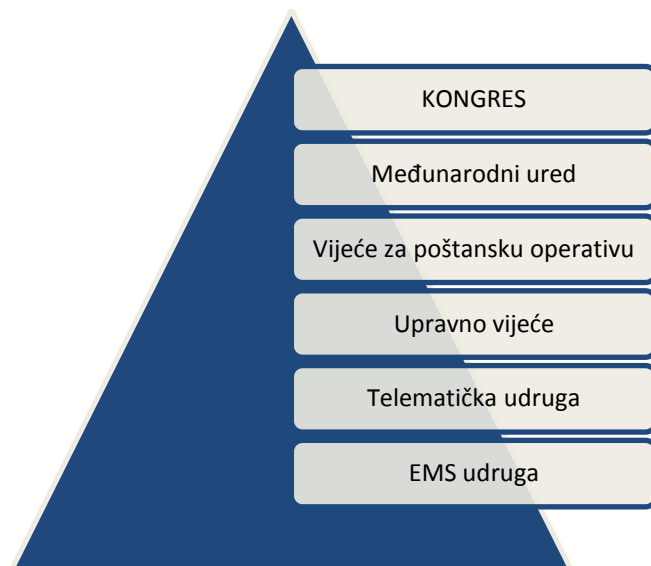 KONGRES
Međunarodni ured
Vijeće za poštansku operativu
Upravno vijeće
Telematička udruga
EMS udruga